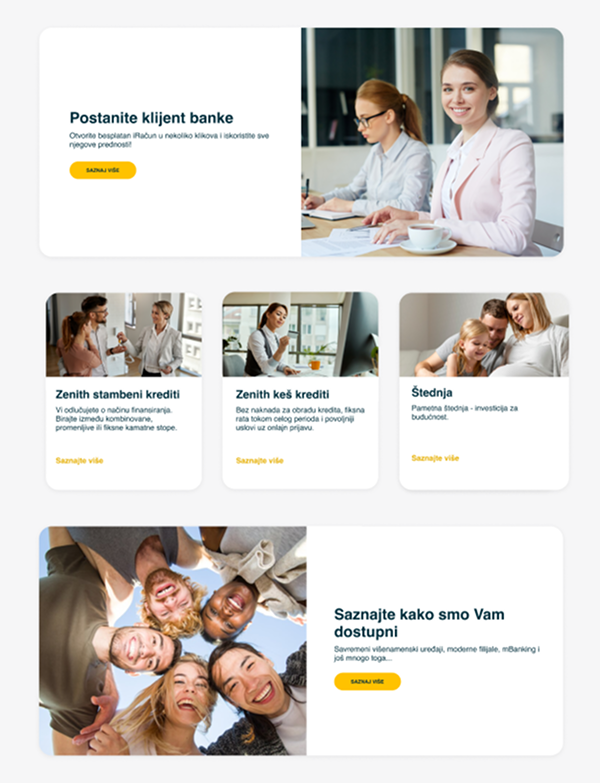 Postanite klijent banke
Otvorite besplatan iRačun u nekoliko klikova i iskoristite sve
njegove prednosti!
SAZNAJ VIŠE
Zenith stambeni krediti
Vi odlučujete o načinu finansiranja.
Birajte između kombinovane,
promenljive ili fiksne kamatne stope.
Saznajte više
Zenith keš krediti
Bez naknada za obradu kredita, fiksna
rata tokom celog perioda i povoljniji
uslovi uz onlajn prijavu.
Saznajte više
Štednja
Pametna štednja - investicija za
budućnost.
Saznajte više
Saznajte kako smo Vam
dostupni
Savremeni višenamenski uređaji, moderne filijale, mBanking i
još mnogo toga...
SAZNAJ VIŠE